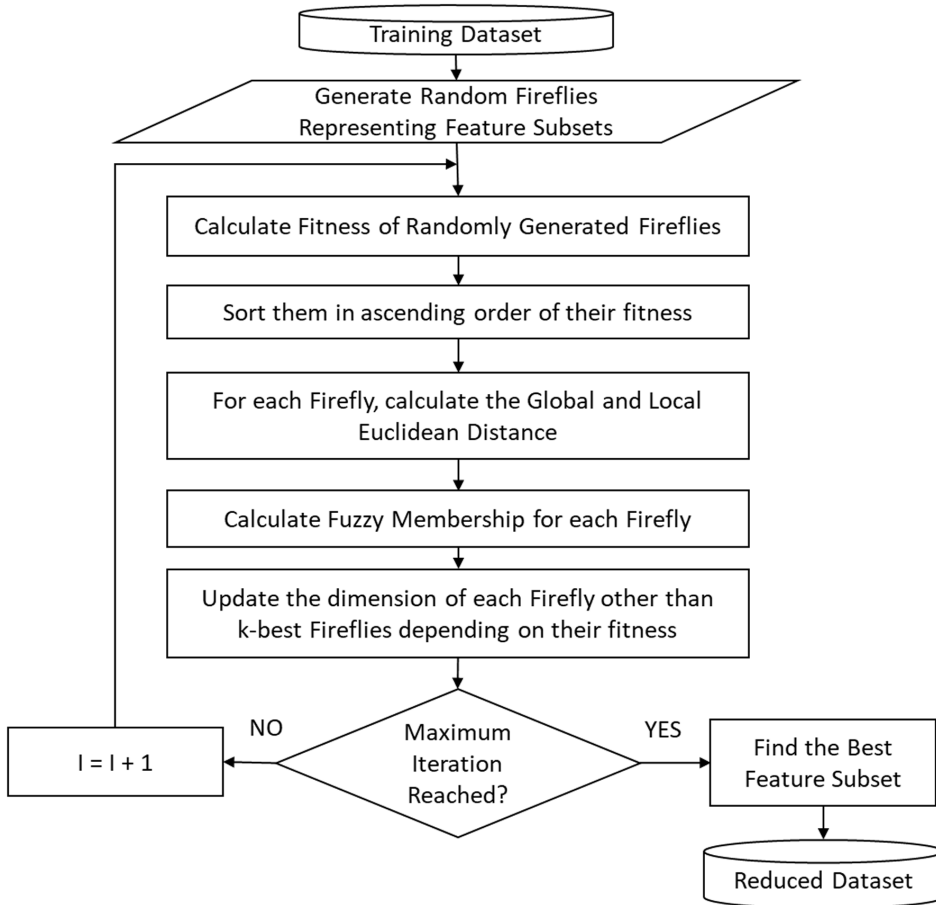 Training Dataset
Generate Random Fireflies
Representing Feature Subsets
Calculate Fitness of Randomly Generated Fireflies
Sort them in ascending order of their fitness
For each Firefly, calculate the Global and Local
Euclidean Distance
Calculate Fuzzy Membership for each Firefly
Update the dimension of each Firefly other than
k-best Fireflies depending on their fitness
Maximum
Iteration
Reached?
NO
I = I + 1
YES
Find the Best
Feature Subset
Reduced Dataset